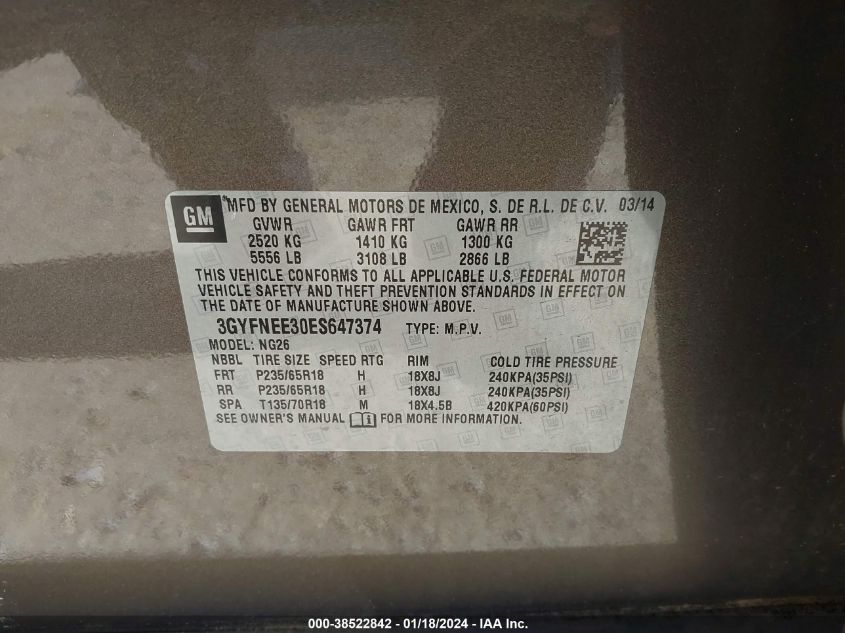 GM
MFD BY GENERAL MOTORS DE MEXICO, S. DE R.L. DE C.V. 03/14
GVWR GAWR FRT GAWR RR
2520 KG 1410 KG 1300 KG
5556 LB 3108 LB 2866 LB
THIS VEHICLE CONFORMS TO ALL APPLICABLE U.S. FEDERAL MOTOR
VEHICLE SAFETY AND THEFT PREVENTION STANDARDS IN EFFECT ON
THE DATE OF MANUFACTURE SHOWN ABOVE.
3GYFNEE30ES647374 TYPE: M.P.V.
MODEL: NG26
NBBL TIRE SIZE SPEED RTG RIM COLD TIRE PRESSURE
FRT P235/65R18 H 18X8J 240KPA(35PSI)
RR P235/65R18 H 18X8J 240KPA(35PSI)
SPA T135/70R18 M 18X4.5B 420KPA(60PSI)
SEE OWNER'S MANUAL FOR MORE INFORMATION.
000-38522842 - 01/18/2024 - IAA Inc.